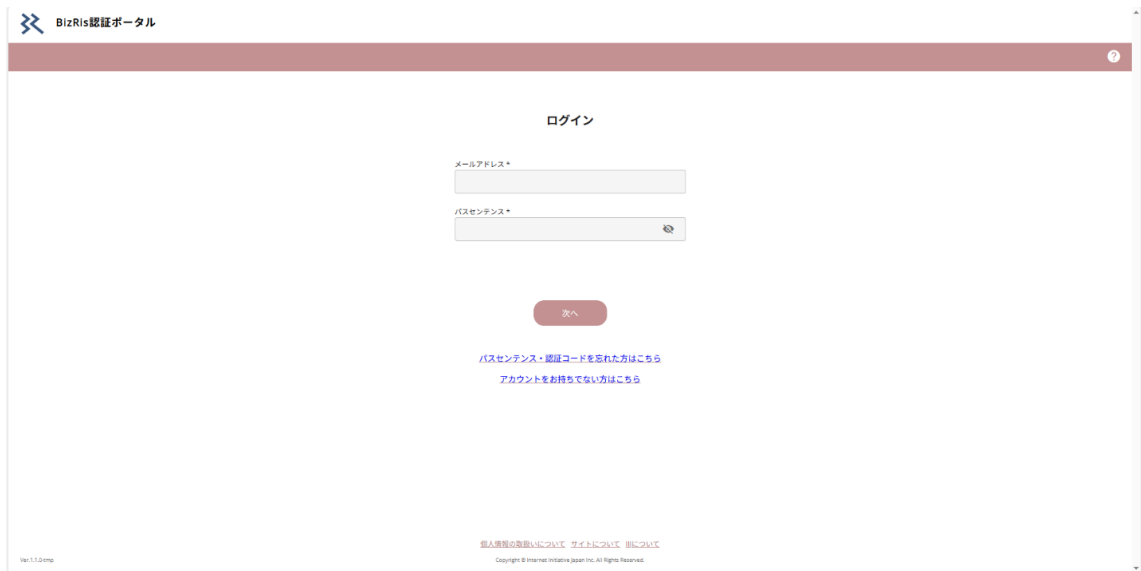 BizRis認証ポータル
?
ログイン
メールアドレス *
パスセンテンス *
次へ
パスセンテンス・認証コードを忘れた方はこちら
アカウントをお持ちでない方はこちら
個人情報の取扱いについて サイトについて IIJについて
Ver.1.1.0-tmp
Copyright © Internet Initiative Japan Inc. All Rights Reserved.